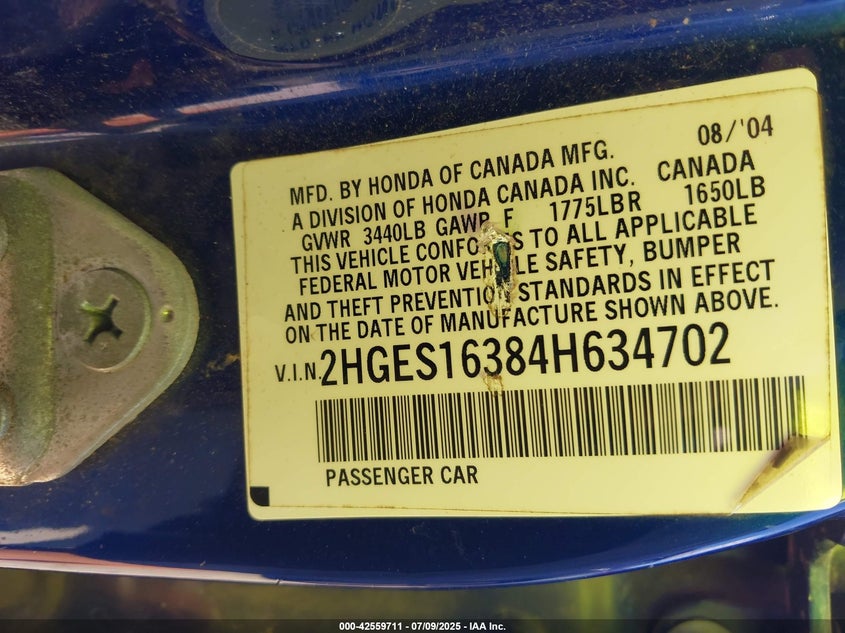 08/'04
MFD. BY HONDA OF CANADA MFG.
A DIVISION OF HONDA CANADA INC. CANADA
GVWR 3440LB GAWR F 1775LBR 1650LB
THIS VEHICLE CONFORMS TO ALL APPLICABLE
FEDERAL MOTOR VEHICLE SAFETY, BUMPER
AND THEFT PREVENTION STANDARDS IN EFFECT
ON THE DATE OF MANUFACTURE SHOWN ABOVE.
V.I.N. 2HGES16384H634702
PASSENGER CAR
000-42559711 - 07/09/2025 - IAA Inc.